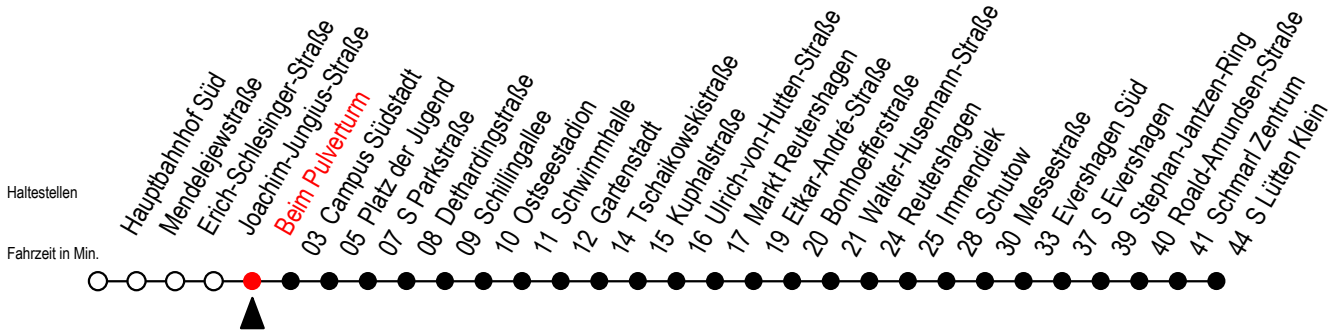 Haltestellen
Fahrzeit in Min.
Hauptbahnhof Süd
Mendelejewstraße
Erich-Schlesinger-Straße
Joachim-Jungius-Straße
Beim Pulverturm
03 Campus Südstadt
05 Platz der Jugend
07 S Parkstraße
08 Dethardingstraße
09 Schillingallee
10 Ostseestadion
11 Schwimmhalle
12 Gartenstadt
14 Tschaikowskistraße
15 Kuphalstraße
16 Ulrich-von-Hutten-Straße
17 Markt Reutershagen
19 Etkar-André-Straße
20 Bonhoefferstraße
21 Walter-Husemann-Straße
24 Reutershagen
25 Immendiek
28 Schutow
30 Messestraße
33 Evershagen Süd
37 S Evershagen
39 Stephan-Jantzen-Ring
40 Roald-Amundsen-Straße
41 Schmarl Zentrum
44 S Lütten Klein